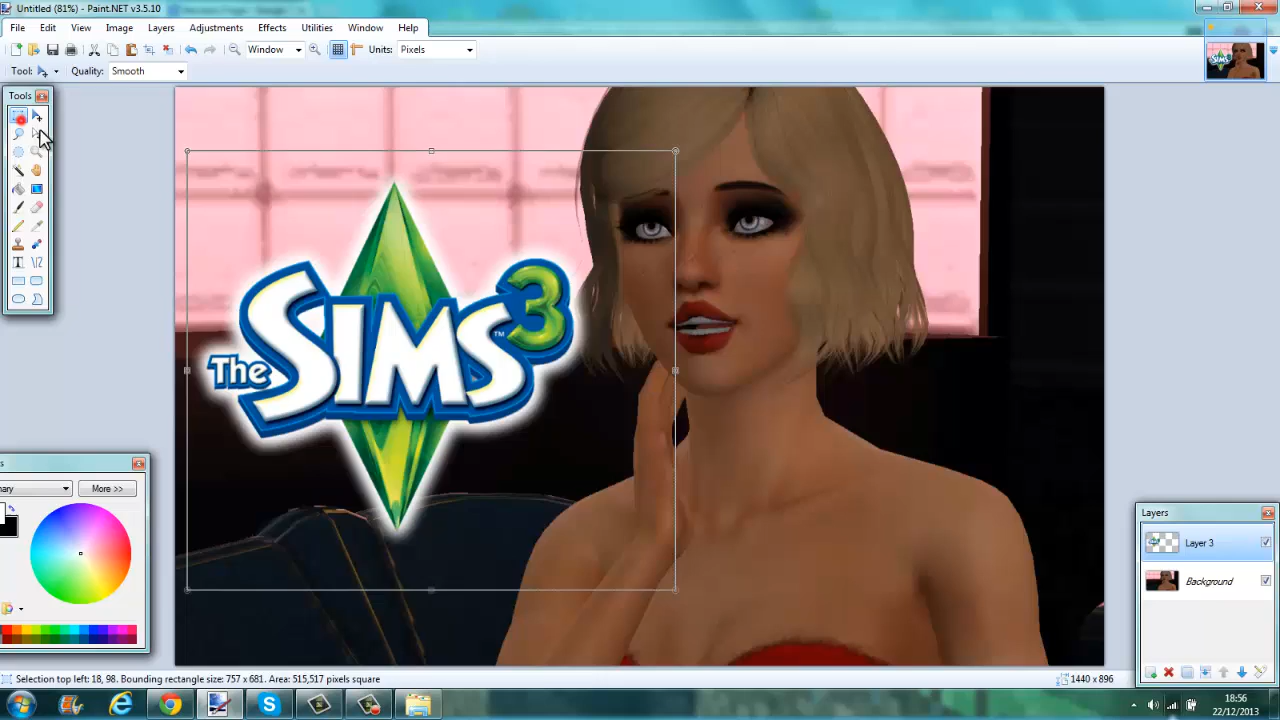 Untitled (81%) - Paint.NET v3.5.10
File Edit View Image Layers Adjustments Effects Utilities Window Help
Window Units: Pixels
Tool: Quality: Smooth
Tools
The SIMS 3
™
More >>
Layers
Layer 3
Background
Selection top left: 18, 98. Bounding rectangle size: 757 x 681. Area: 515,517 pixels square
1440 x 896
18:56
22/12/2013